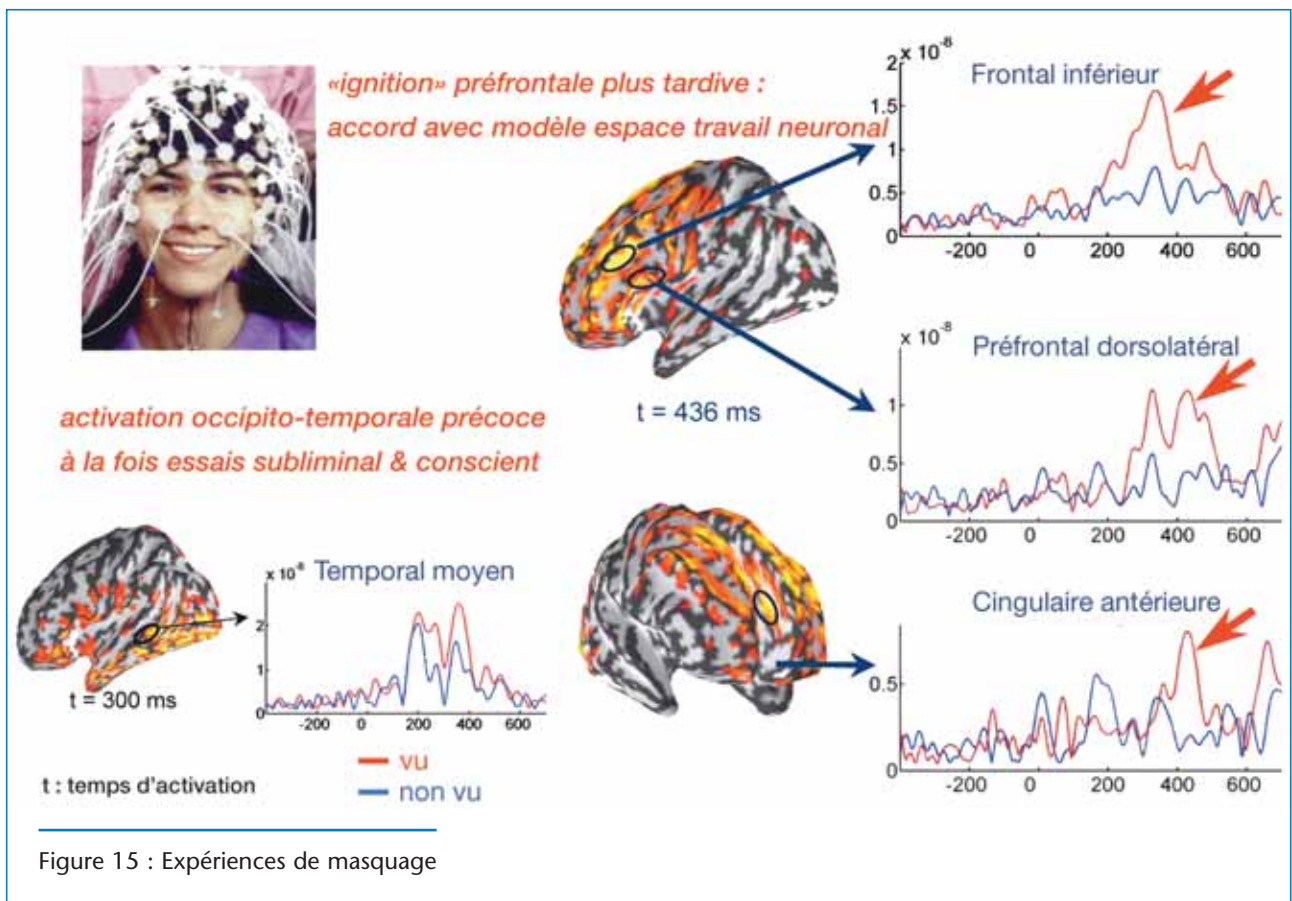 «ignition» préfrontale plus tardive :
accord avec modèle espace travail neuronal
x 10-8
Frontal inférieur
2
1.5
1
0.5
0
-200 0 200 400 600
t = 436 ms
x 10-8
Préfrontal dorsolatéral
1
0.5
0
-200 0 200 400 600
activation occipito-temporale précoce
à la fois essais subliminal & conscient
t = 300 ms
x 10-8
Temporal moyen
2
1
0
-200 0 200 400 600
vu
non vu
t : temps d'activation
Cingulaire antérieure
0.5
0
-200 0 200 400 600
Figure 15 : Expériences de masquage